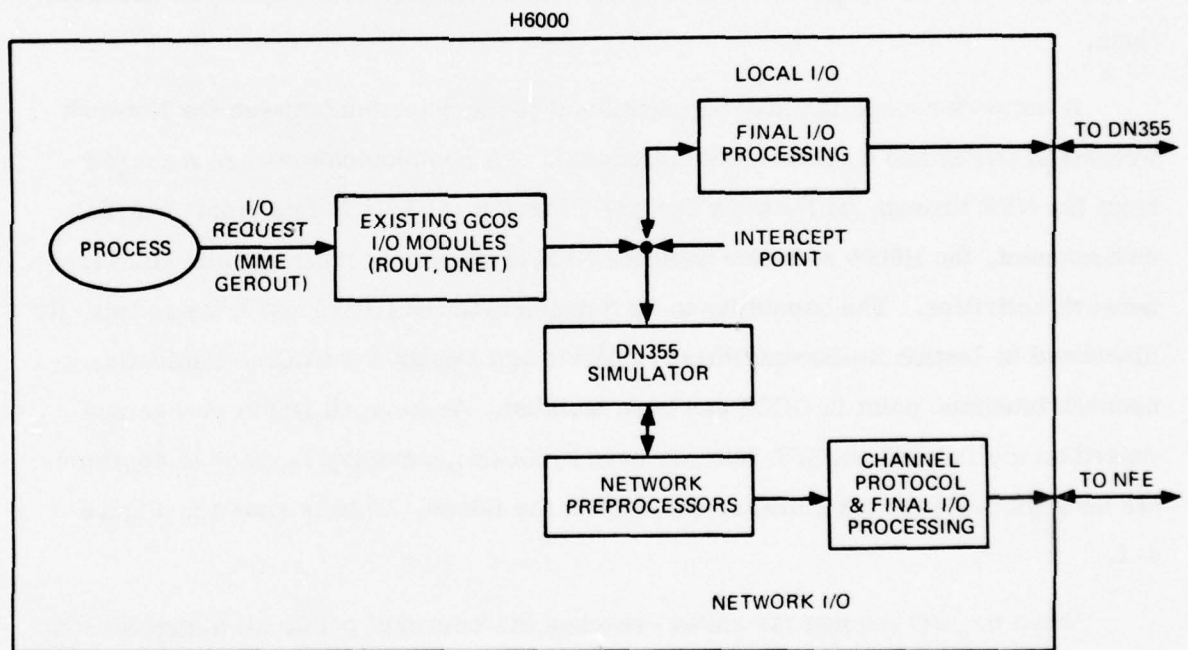 H6000
LOCAL I/O
FINAL I/O
PROCESSING
TO DN355
PROCESS
I/O
REQUEST
(MME
GEROUT)
EXISTING GCOS
I/O MODULES
(ROUT, DNET)
INTERCEPT
POINT
DN355
SIMULATOR
NETWORK
PREPROCESSORS
CHANNEL
PROTOCOL
& FINAL I/O
PROCESSING
TO NFE
NETWORK I/O